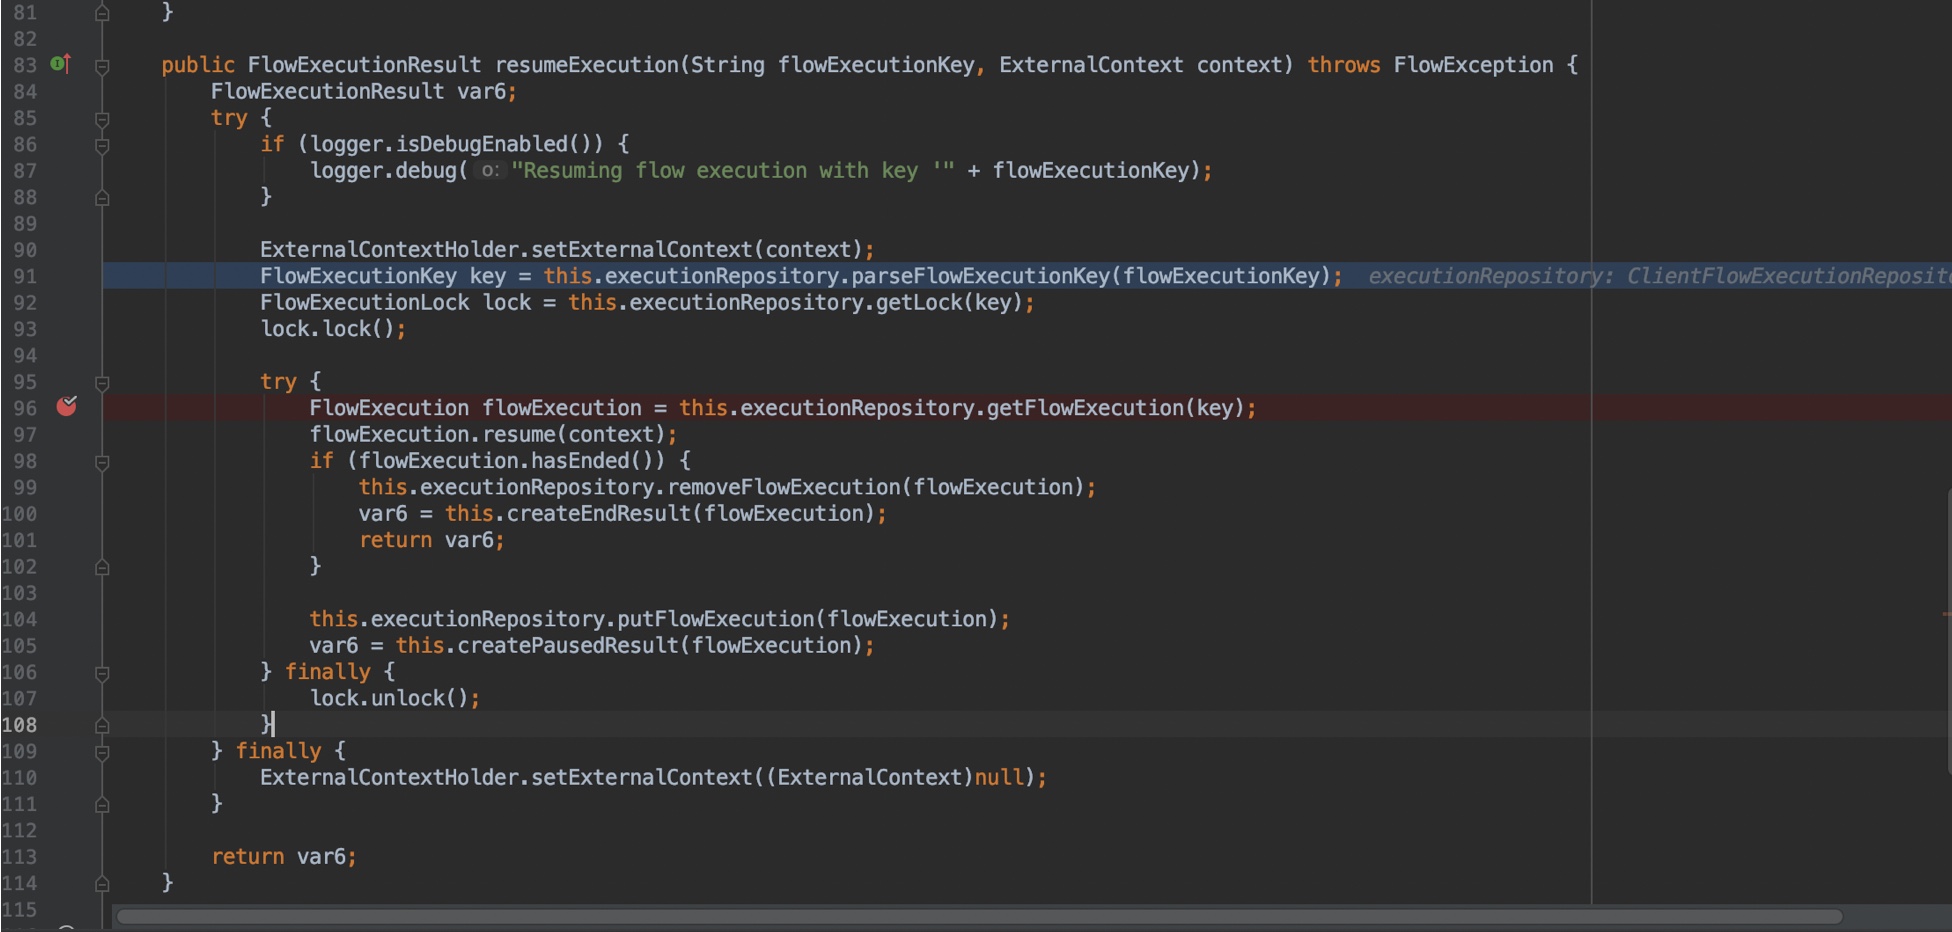 81 }
82
83 public FlowExecutionResult resumeExecution(String flowExecutionKey, ExternalContext context) throws FlowException {
84 FlowExecutionResult var6;
85 try {
86 if (logger.isDebugEnabled()) {
87 logger.debug( o: "Resuming flow execution with key '" + flowExecutionKey);
88 }
89
90 ExternalContextHolder.setExternalContext(context);
91 FlowExecutionKey key = this.executionRepository.parseFlowExecutionKey(flowExecutionKey); executionRepository: ClientFlowExecutionReposito
92 FlowExecutionLock lock = this.executionRepository.getLock(key);
93 lock.lock();
94
95 try {
96 FlowExecution flowExecution = this.executionRepository.getFlowExecution(key);
97 flowExecution.resume(context);
98 if (flowExecution.hasEnded()) {
99 this.executionRepository.removeFlowExecution(flowExecution);
100 var6 = this.createEndResult(flowExecution);
101 return var6;
102 }
103
104 this.executionRepository.putFlowExecution(flowExecution);
105 var6 = this.createPausedResult(flowExecution);
106 } finally {
107 lock.unlock();
108 }
109 } finally {
110 ExternalContextHolder.setExternalContext((ExternalContext)null);
111 }
112
113 return var6;
114 }
115